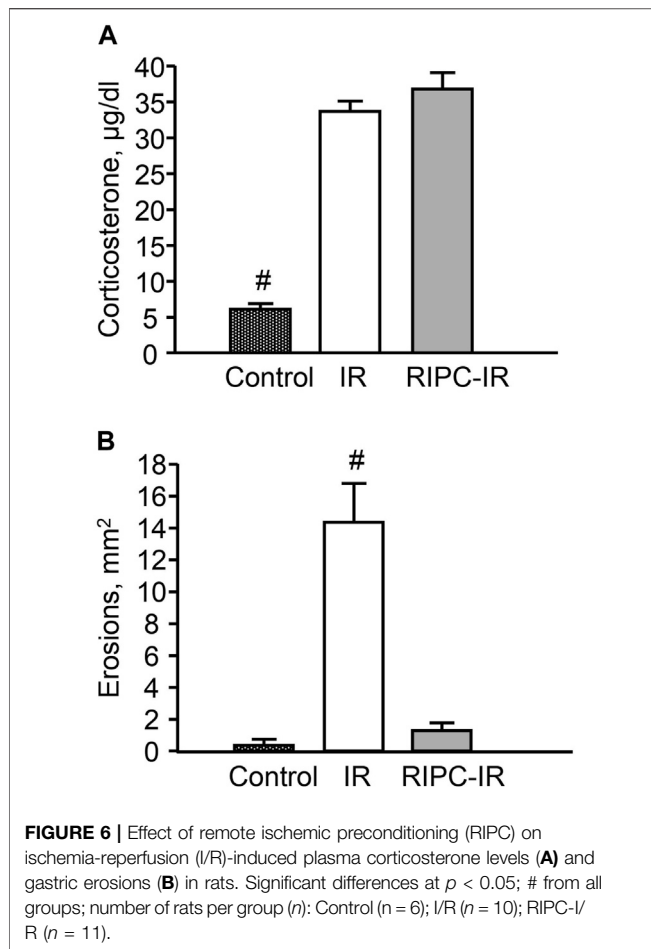 A
Corticosterone, µg/dl
40
35
30
25
20
15
10
5
0
#
Control IR RIPC-IR
B
Erosions, mm²
18
16
14
12
10
8
6
4
2
0
#
Control IR RIPC-IR
FIGURE 6 | Effect of remote ischemic preconditioning (RIPC) on
ischemia-reperfusion (I/R)-induced plasma corticosterone levels (A) and
gastric erosions (B) in rats. Significant differences at p < 0.05; # from all
groups; number of rats per group (n): Control (n = 6); I/R (n = 10); RIPC-I/
R (n = 11).